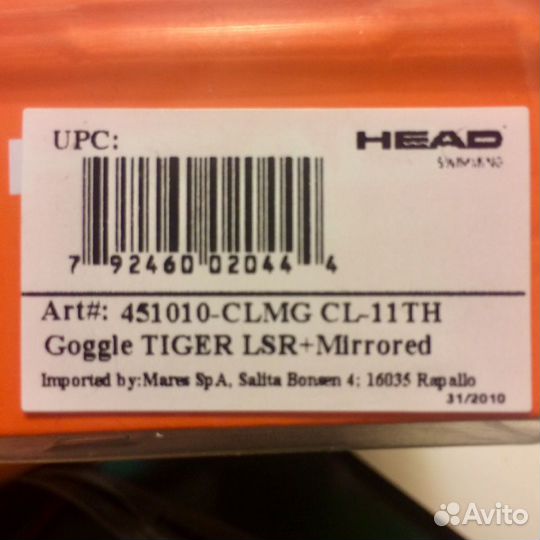 UPC: HEAD
SWIMMING
7 92460 02044 4
Art#: 451010-CLMG CL-11TH
Goggle TIGER LSR+Mirrored
Imported by:Mares SpA, Salita Bonsen 4; 16035 Rapallo
31/2010
Avito